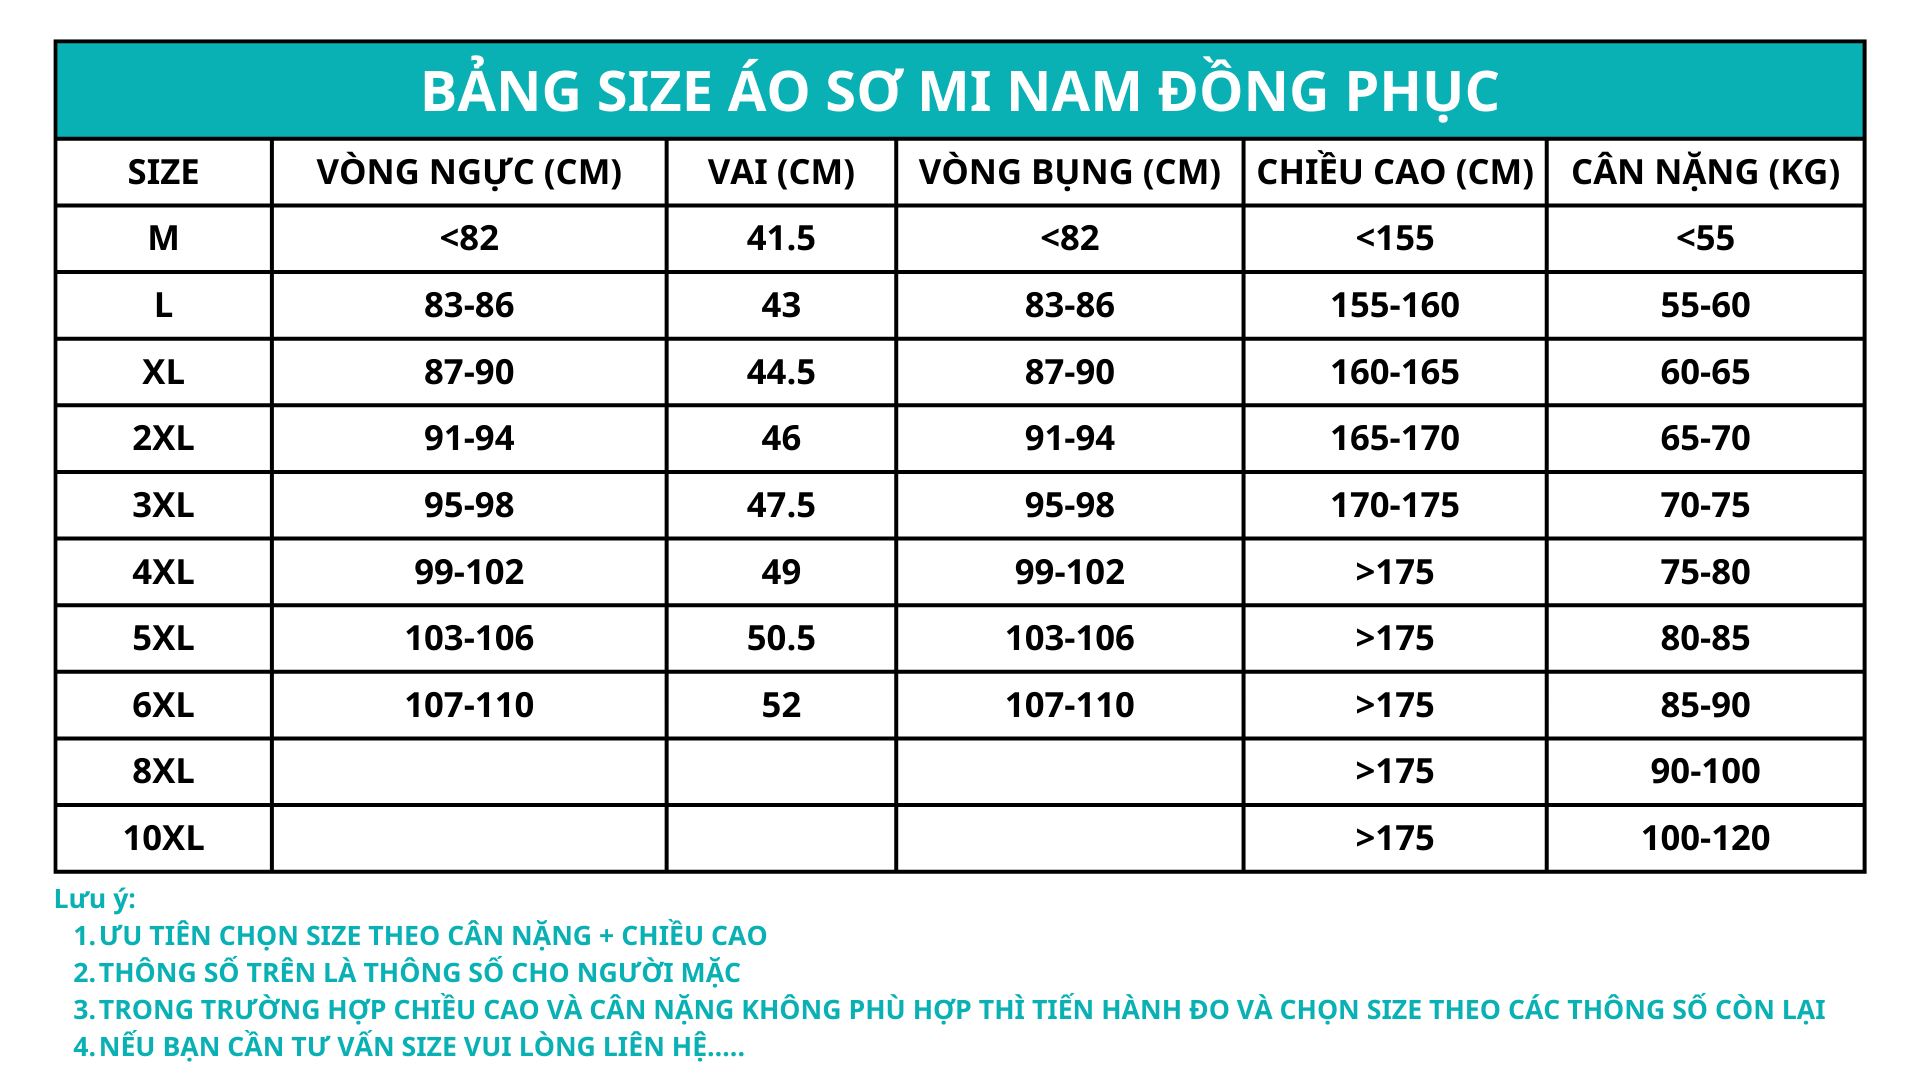 BẢNG SIZE ÁO SƠ MI NAM ĐỒNG PHỤC
SIZE VÒNG NGỰC (CM) VAI (CM) VÒNG BỤNG (CM) CHIỀU CAO (CM) CÂN NẶNG (KG)
M <82 41.5 <82 <155 <55
L 83-86 43 83-86 155-160 55-60
XL 87-90 44.5 87-90 160-165 60-65
2XL 91-94 46 91-94 165-170 65-70
3XL 95-98 47.5 95-98 170-175 70-75
4XL 99-102 49 99-102 >175 75-80
5XL 103-106 50.5 103-106 >175 80-85
6XL 107-110 52 107-110 >175 85-90
8XL >175 90-100
10XL >175 100-120
Lưu ý:
1. ƯU TIÊN CHỌN SIZE THEO CÂN NẶNG + CHIỀU CAO
2. THÔNG SỐ TRÊN LÀ THÔNG SỐ CHO NGƯỜI MẶC
3. TRONG TRƯỜNG HỢP CHIỀU CAO VÀ CÂN NẶNG KHÔNG PHÙ HỢP THÌ TIẾN HÀNH ĐO VÀ CHỌN SIZE THEO CÁC THÔNG SỐ CÒN LẠI
4. NẾU BẠN CẦN TƯ VẤN SIZE VUI LÒNG LIÊN HỆ.....